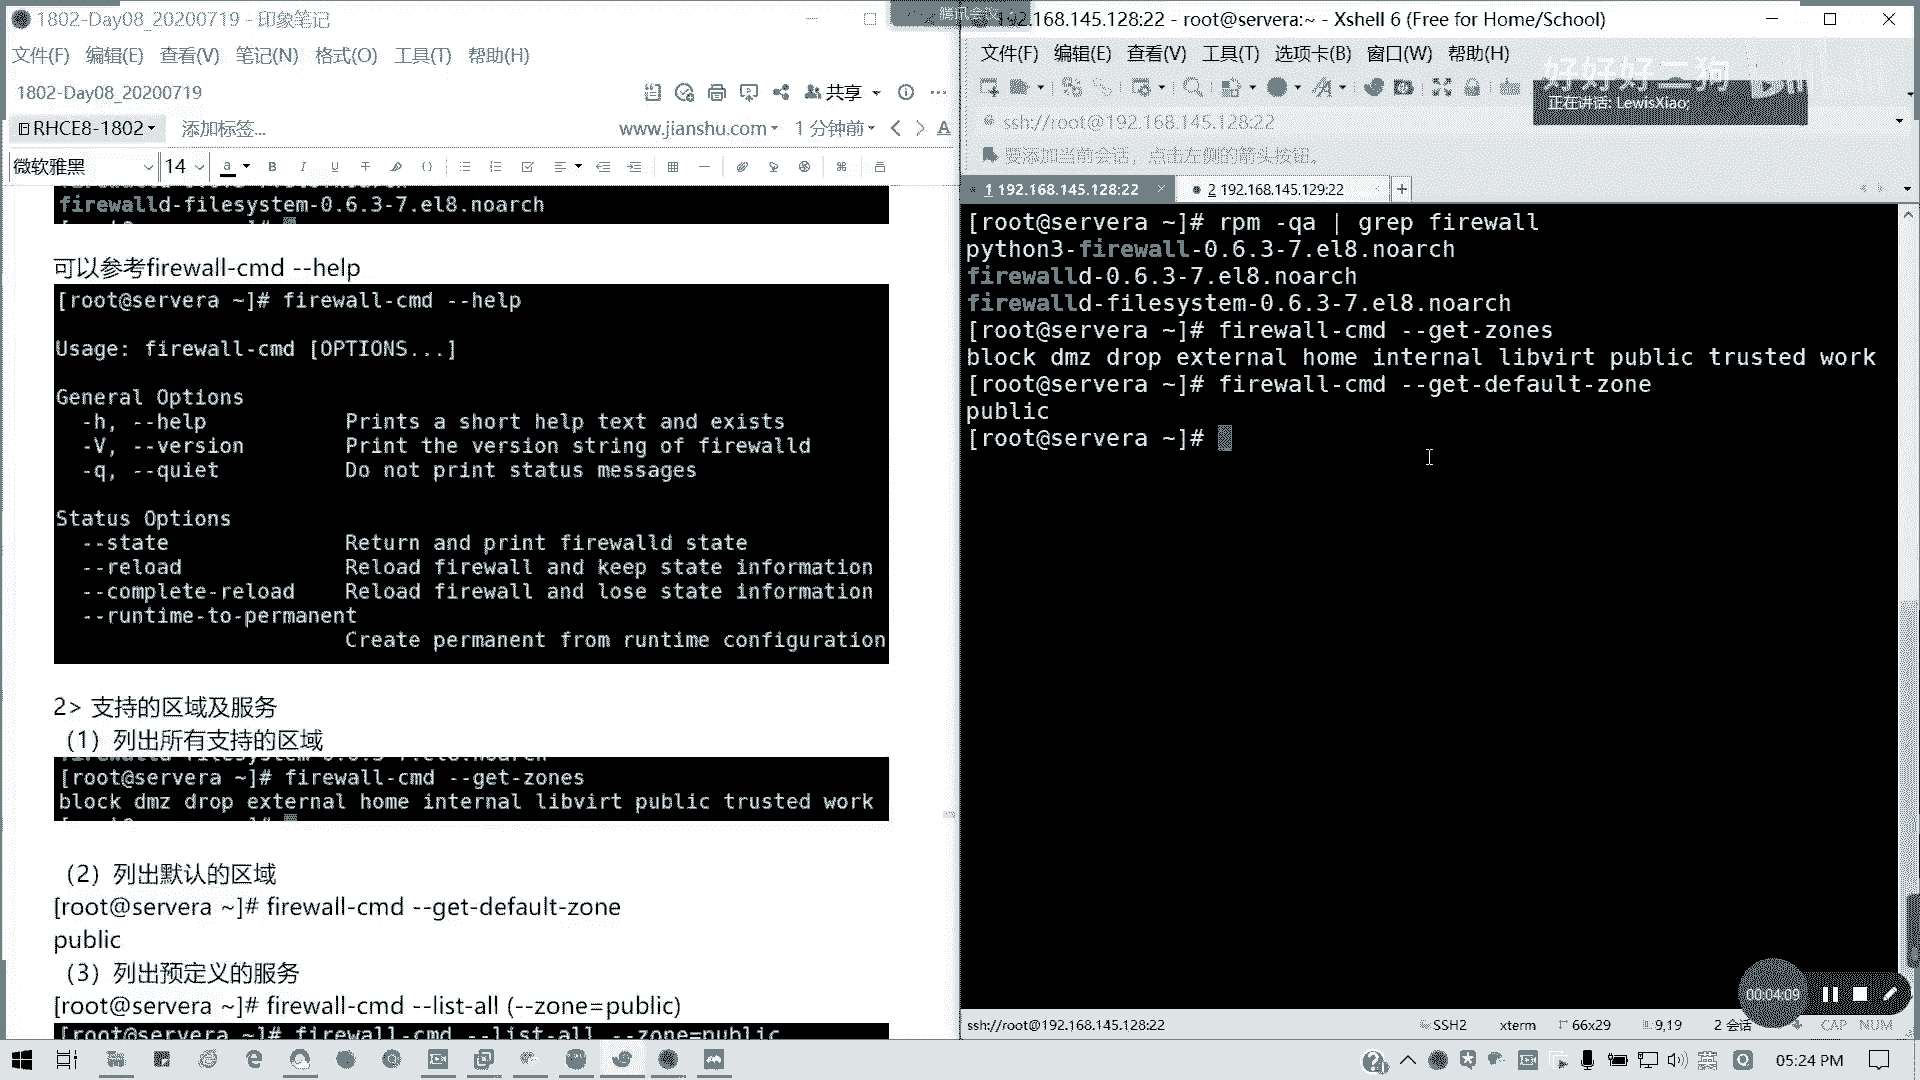 1802-Day08_20200719 - 印象笔记
文件(F) 编辑(E) 查看(V) 笔记(N) 格式(O) 工具(T) 帮助(H)
1802-Day08_20200719
共享
RHCE8-1802 添加标签...
www.jianshu.com 1 分钟前
微软雅黑 14
firewalld-filesystem-0.6.3-7.el8.noarch
可以参考firewall-cmd --help
[root@servera ~]# firewall-cmd --help
Usage: firewall-cmd [OPTIONS...]
General Options
-h, --help Prints a short help text and exists
-V, --version Print the version string of firewalld
-q, --quiet Do not print status messages
Status Options
--state Return and print firewalld state
--reload Reload firewall and keep state information
--complete-reload Reload firewall and lose state information
--runtime-to-permanent
Create permanent from runtime configuration
2> 支持的区域及服务
（1）列出所有支持的区域
[root@servera ~]# firewall-cmd --get-zones
block dmz drop external home internal libvirt public trusted work
（2）列出默认的区域
[root@servera ~]# firewall-cmd --get-default-zone
public
（3）列出预定义的服务
[root@servera ~]# firewall-cmd --list-all (--zone=public)
[root@servera ~]# firewall-cmd --list-all --zone=public
腾讯会议
192.168.145.128:22 - root@servera:~ - Xshell 6 (Free for Home/School)
文件(F) 编辑(E) 查看(V) 工具(T) 选项卡(B) 窗口(W) 帮助(H)
好好好二狗
正在讲话: LewisXiao;
ssh://root@192.168.145.128:22
要添加当前会话，点击左侧的箭头按钮。
1 192.168.145.128:22 2 192.168.145.129:22
[root@servera ~]# rpm -qa | grep firewall
python3-firewall-0.6.3-7.el8.noarch
firewalld-0.6.3-7.el8.noarch
firewalld-filesystem-0.6.3-7.el8.noarch
[root@servera ~]# firewall-cmd --get-zones
block dmz drop external home internal libvirt public trusted work
[root@servera ~]# firewall-cmd --get-default-zone
public
[root@servera ~]#
00:04:09
ssh://root@192.168.145.128:22 SSH2 xterm 66x29 9,19 2 会话 CAP NUM
英 05:24 PM